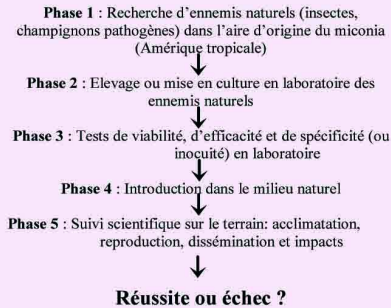 Phase 1 : Recherche d'ennemis naturels (insectes,
champignons pathogènes) dans l'aire d'origine du miconia
(Amérique tropicale)
Phase 2 : Elevage ou mise en culture en laboratoire des
ennemis naturels
Phase 3 : Tests de viabilité, d'efficacité et de spécificité (ou
inocuité) en laboratoire
Phase 4 : Introduction dans le milieu naturel
Phase 5 : Suivi scientifique sur le terrain: acclimatation,
reproduction, dissémination et impacts
Réussite ou échec ?